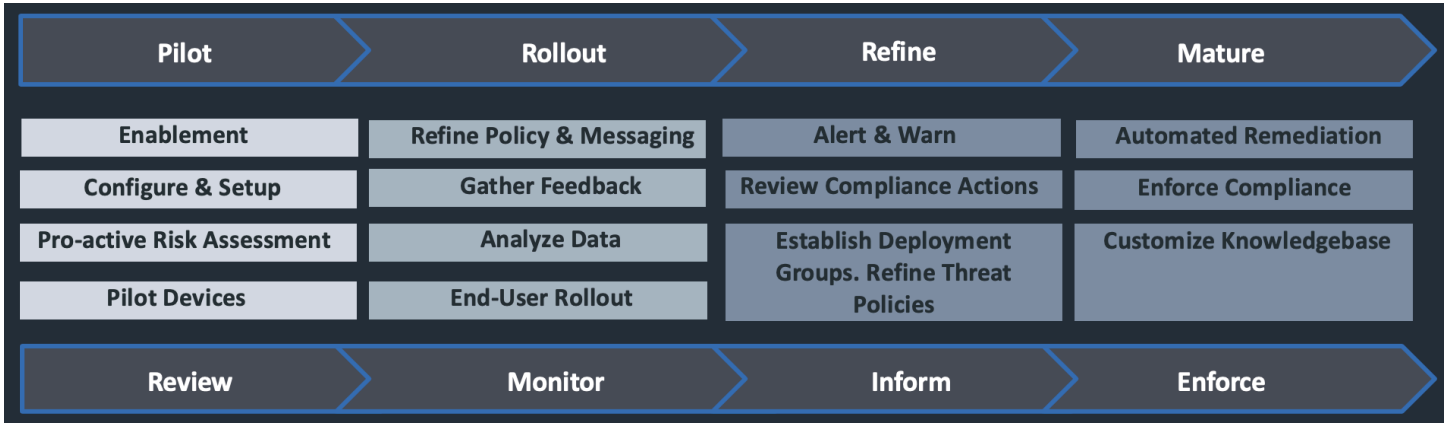 Pilot
Rollout
Refine
Mature
Enablement
Refine Policy & Messaging
Alert & Warn
Automated Remediation
Configure & Setup
Gather Feedback
Review Compliance Actions
Enforce Compliance
Pro-active Risk Assessment
Analyze Data
Establish Deployment
Groups. Refine Threat
Policies
Customize Knowledgebase
Pilot Devices
End-User Rollout
Review
Monitor
Inform
Enforce